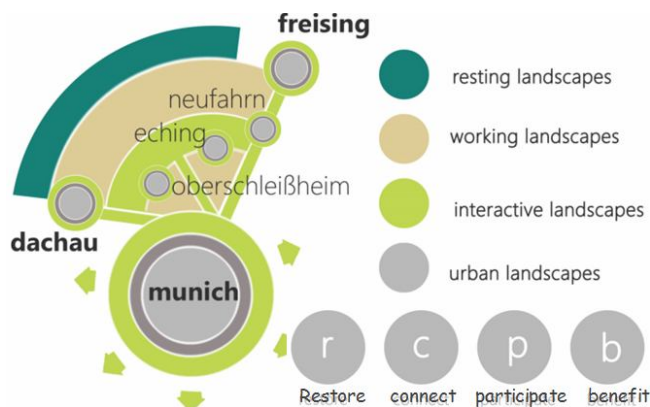 freising
neufahrn
eching
oberschleißheim
dachau
munich
resting landscapes
working landscapes
interactive landscapes
urban landscapes
r c p b
Restore connect participate benefit